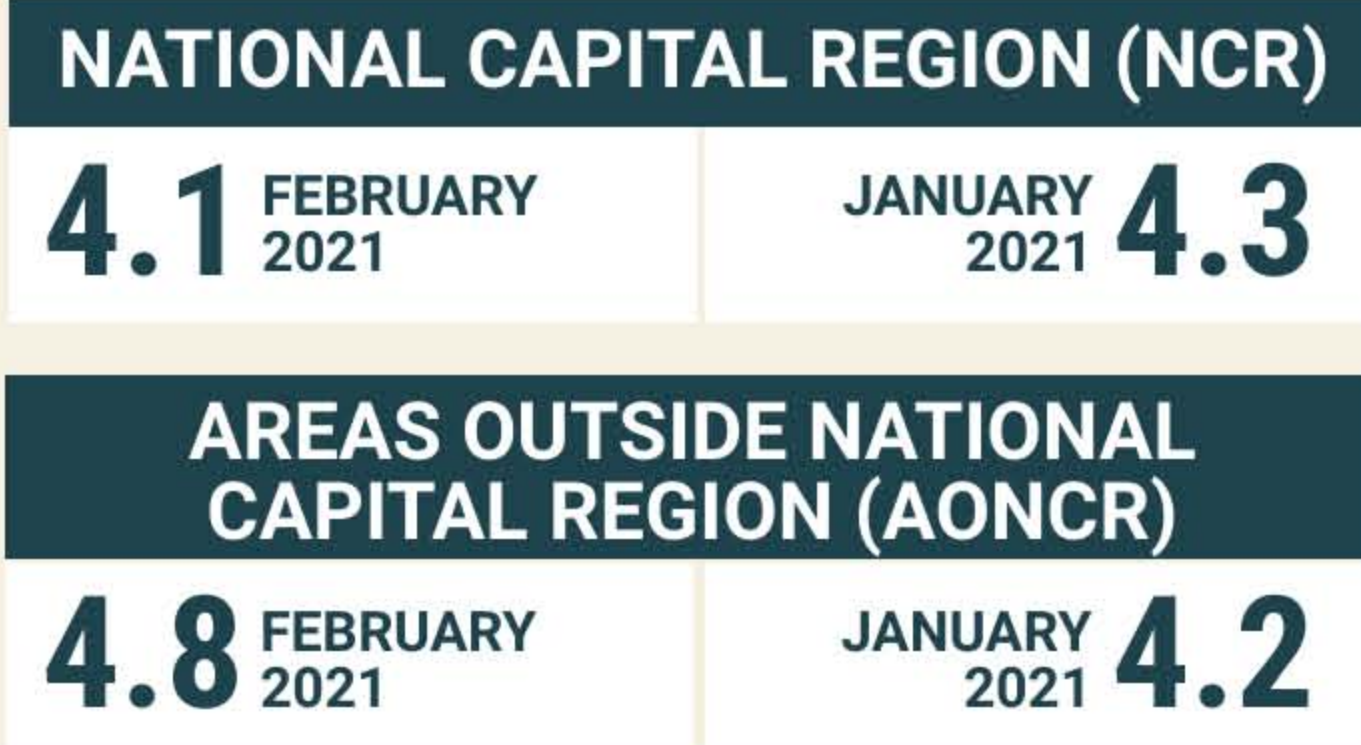 NATIONAL CAPITAL REGION (NCR)
4.1 FEBRUARY
2021
JANUARY 4.3
2021
AREAS OUTSIDE NATIONAL
CAPITAL REGION (AONCR)
4.8 FEBRUARY
2021
JANUARY 4.2
2021